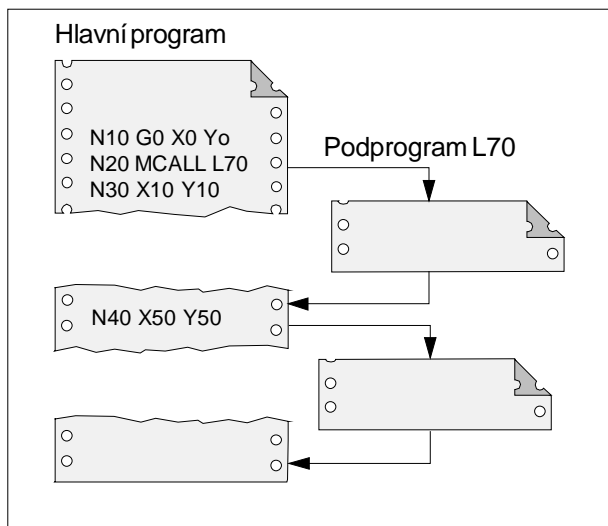 Hlavní program
N10 G0 X0 Yo
N20 MCALL L70
N30 X10 Y10
Podprogram L70
N40 X50 Y50